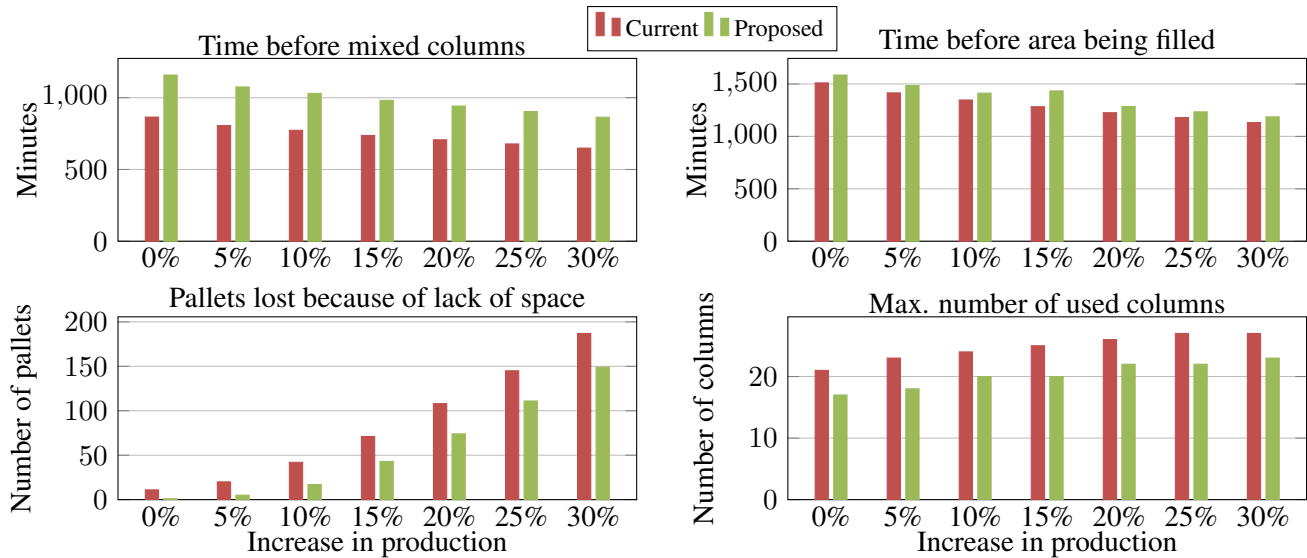 Current Proposed
Time before mixed columns
Minutes
1,000
500
0
0% 5% 10% 15% 20% 25% 30%
Time before area being filled
Minutes
1,500
1,000
500
0
0% 5% 10% 15% 20% 25% 30%
Pallets lost because of lack of space
Number of pallets
200
150
100
50
0
0% 5% 10% 15% 20% 25% 30%
Increase in production
Max. number of used columns
Number of columns
20
10
0
0% 5% 10% 15% 20% 25% 30%
Increase in production